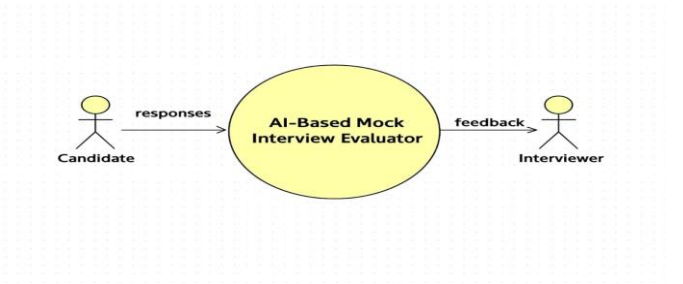 responses
AI-Based Mock
Interview Evaluator
feedback
Candidate
Interviewer